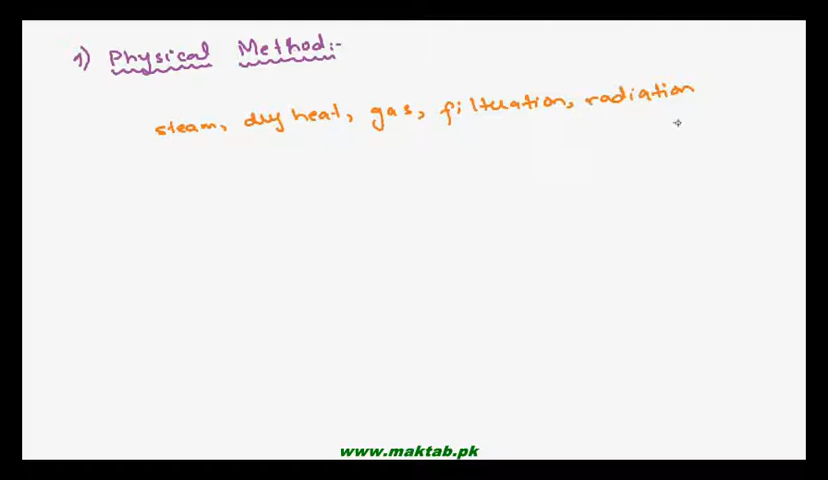 1) Physical Method:-
steam, dry heat, gas, filtration, radiation
www.maktab.pk